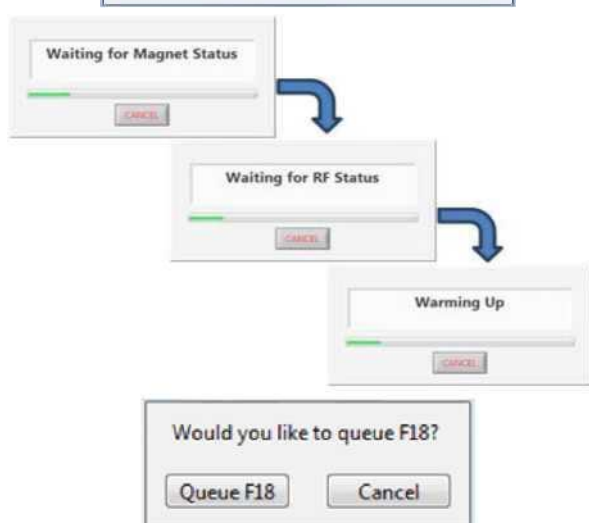 Waiting for Magnet Status
CANCEL
Waiting for RF Status
CANCEL
Warming Up
CANCEL
Would you like to queue F18?
Queue F18 Cancel